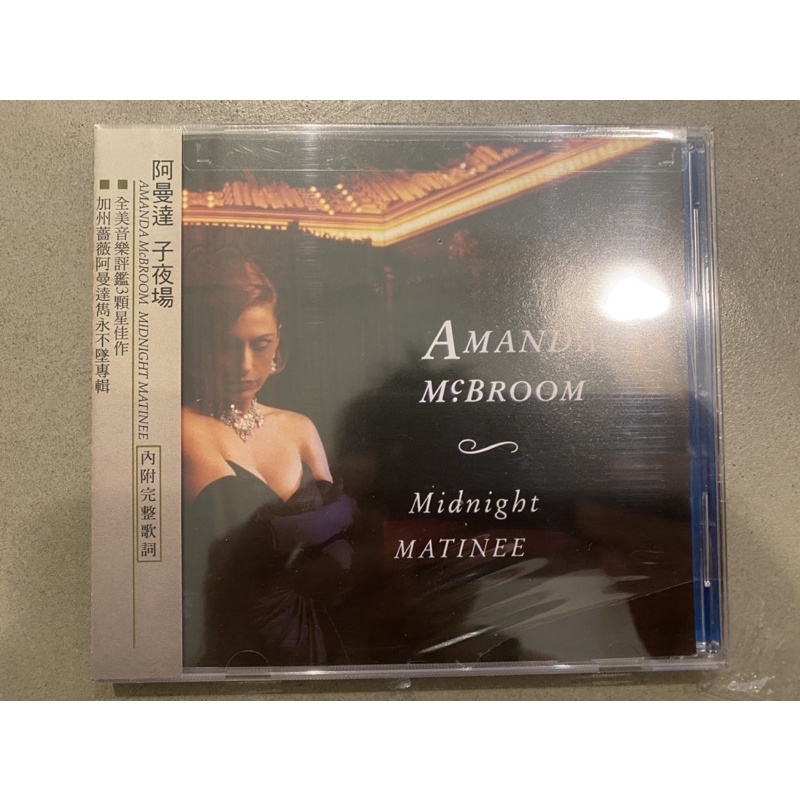 阿曼達 子夜場
AMANDA McBROOM MIDNIGHT MATINEE
全美音樂評鑑3顆星佳作
加州薔薇阿曼達雋永不墜專輯
內附完整歌詞
AMANDA
McBROOM
Midnight
MATINEE